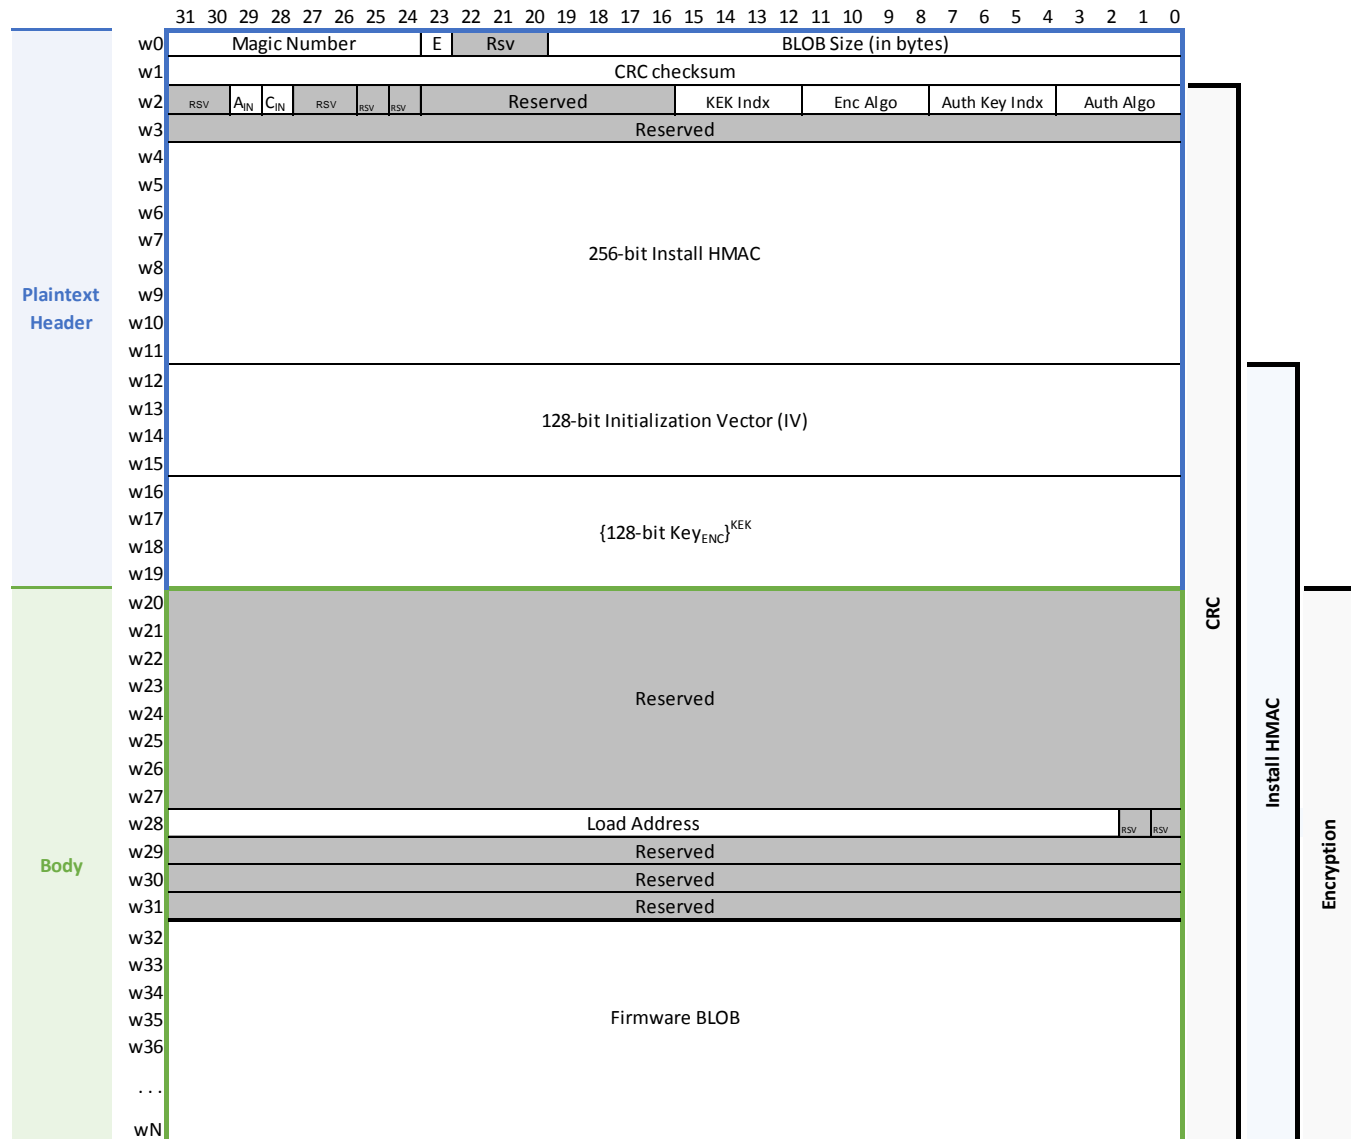 31 30 29 28 27 26 25 24 23 22 21 20 19 18 17 16 15 14 13 12 11 10 9 8 7 6 5 4 3 2 1 0
w0 Magic Number E Rsv BLOB Size (in bytes)
w1 CRC checksum
w2 RSV AIN CIN RSV RSV RSV Reserved KEK Indx Enc Algo Auth Key Indx Auth Algo
w3 Reserved
w4
w5
w6
w7
256-bit Install HMAC
w8
w9
w10
w11
Plaintext
Header
w12
w13
128-bit Initialization Vector (IV)
w14
w15
w16
w17
{128-bit KeyENC}KEK
w18
w19
w20
w21
w22
w23
Reserved
w24
w25
w26
w27
w28 Load Address RSV RSV
w29 Reserved
Body
w30 Reserved
w31 Reserved
w32
w33
w34
w35 Firmware BLOB
w36
...
wN
CRC
Install HMAC
Encryption